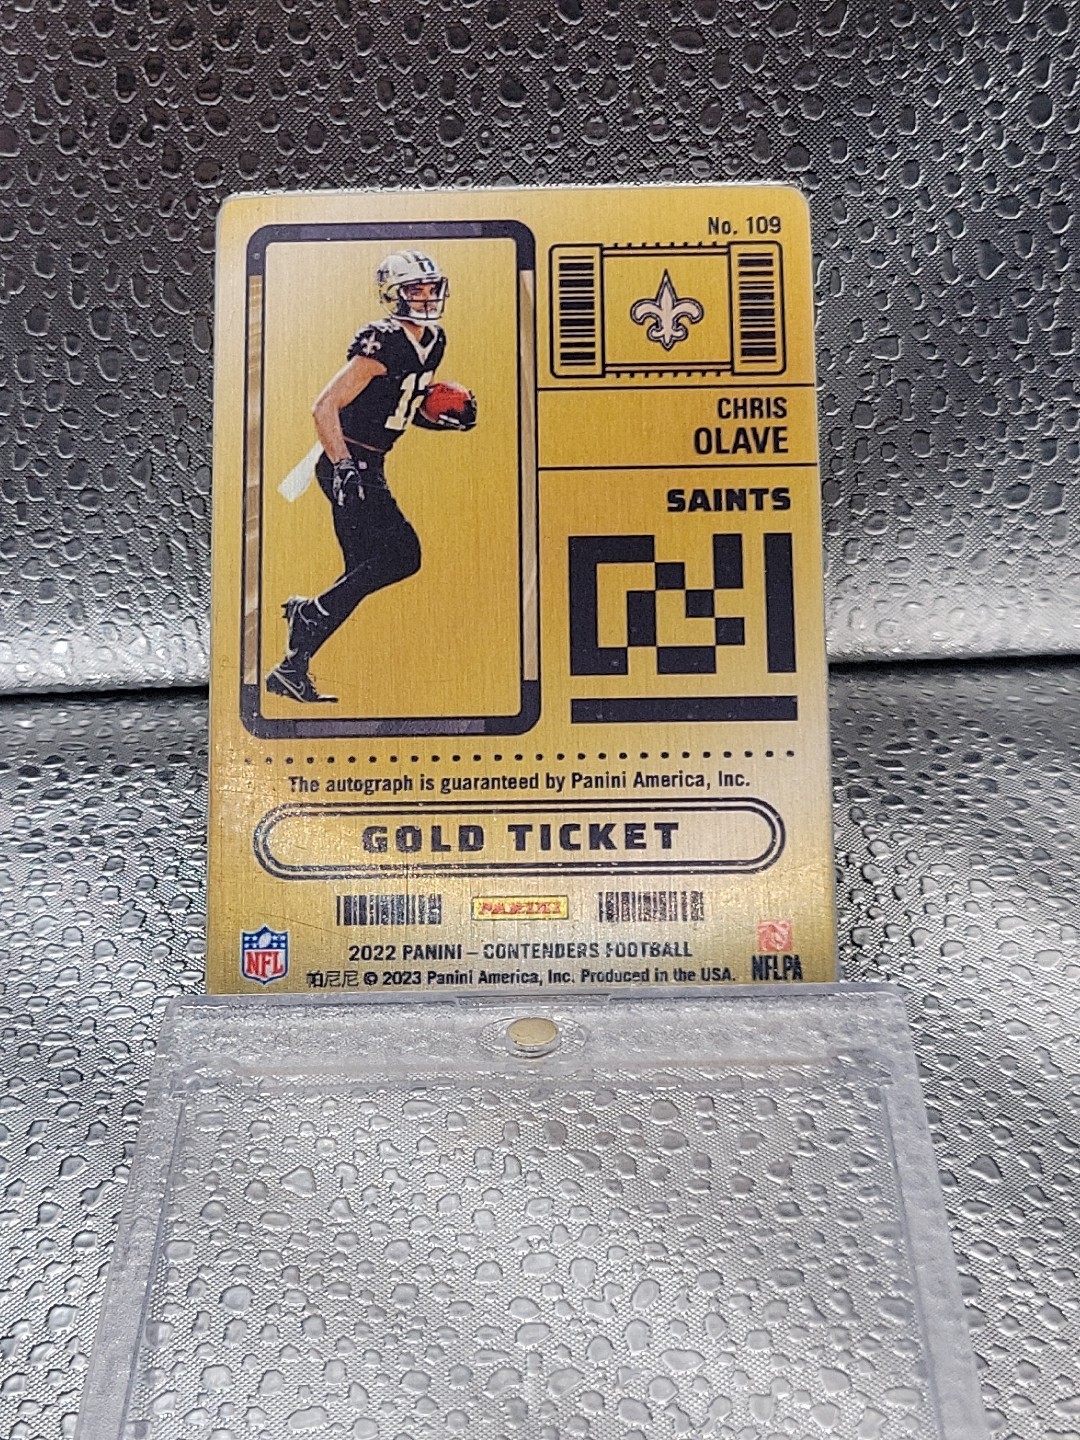 No. 109
CHRIS
OLAVE
SAINTS
The autograph is guaranteed by Panini America, Inc.
GOLD TICKET
PANINI
2022 PANINI – CONTENDERS FOOTBALL
NFL
帕尼尼 © 2023 Panini America, Inc. Produced in the USA.
NFLPA